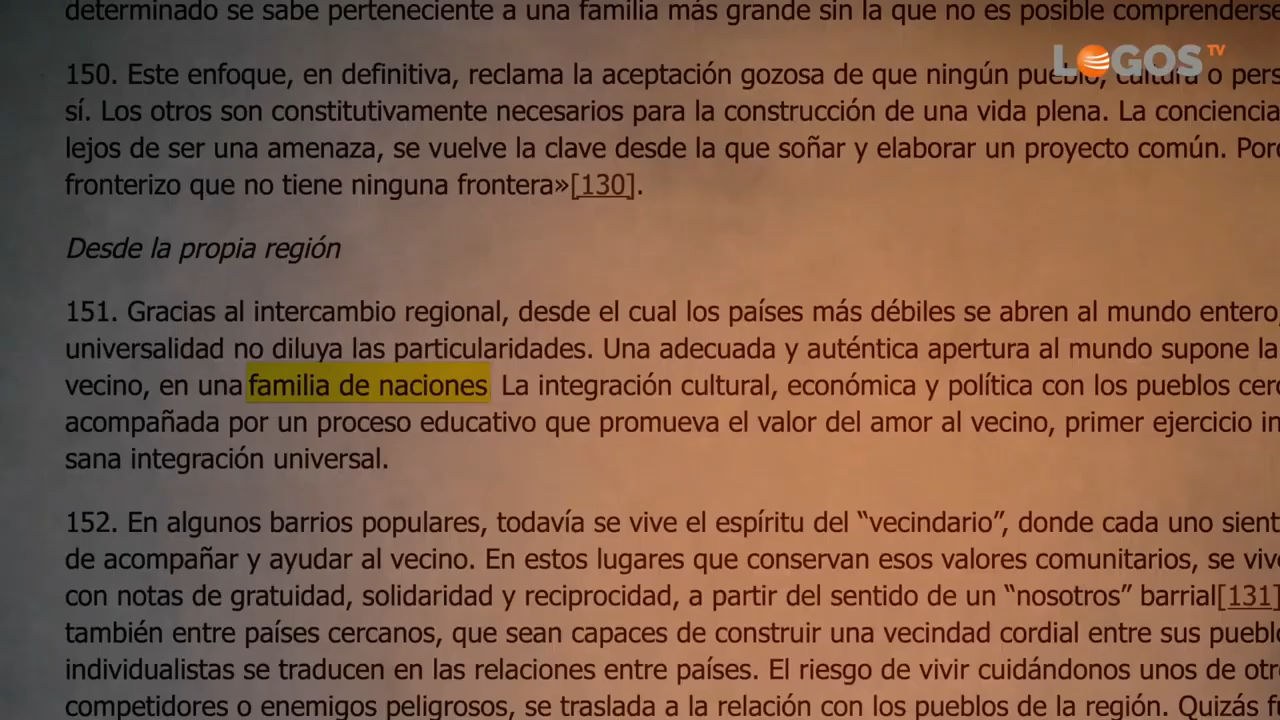 determinado se sabe perteneciente a una familia más grande sin la que no es posible comprenderse
LOGOS TV
150. Este enfoque, en definitiva, reclama la aceptación gozosa de que ningún pueblo, cultura o pers
sí. Los otros son constitutivamente necesarios para la construcción de una vida plena. La conciencia
lejos de ser una amenaza, se vuelve la clave desde la que soñar y elaborar un proyecto común. Porq
fronterizo que no tiene ninguna frontera»[130].
Desde la propia región
151. Gracias al intercambio regional, desde el cual los países más débiles se abren al mundo entero,
universalidad no diluya las particularidades. Una adecuada y auténtica apertura al mundo supone la
vecino, en una familia de naciones La integración cultural, económica y política con los pueblos cerc
acompañada por un proceso educativo que promueva el valor del amor al vecino, primer ejercicio in
sana integración universal.
152. En algunos barrios populares, todavía se vive el espíritu del “vecindario”, donde cada uno sient
de acompañar y ayudar al vecino. En estos lugares que conservan esos valores comunitarios, se vive
con notas de gratuidad, solidaridad y reciprocidad, a partir del sentido de un “nosotros” barrial[131]
también entre países cercanos, que sean capaces de construir una vecindad cordial entre sus pueblo
individualistas se traducen en las relaciones entre países. El riesgo de vivir cuidándonos unos de otro
competidores o enemigos peligrosos, se traslada a la relación con los pueblos de la región. Quizás fu